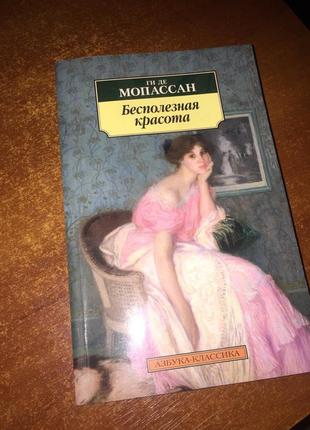 ГИ ДЕ
МОПАССАН
Бесполезная
красота
АЗБУКА-КЛАССИКА